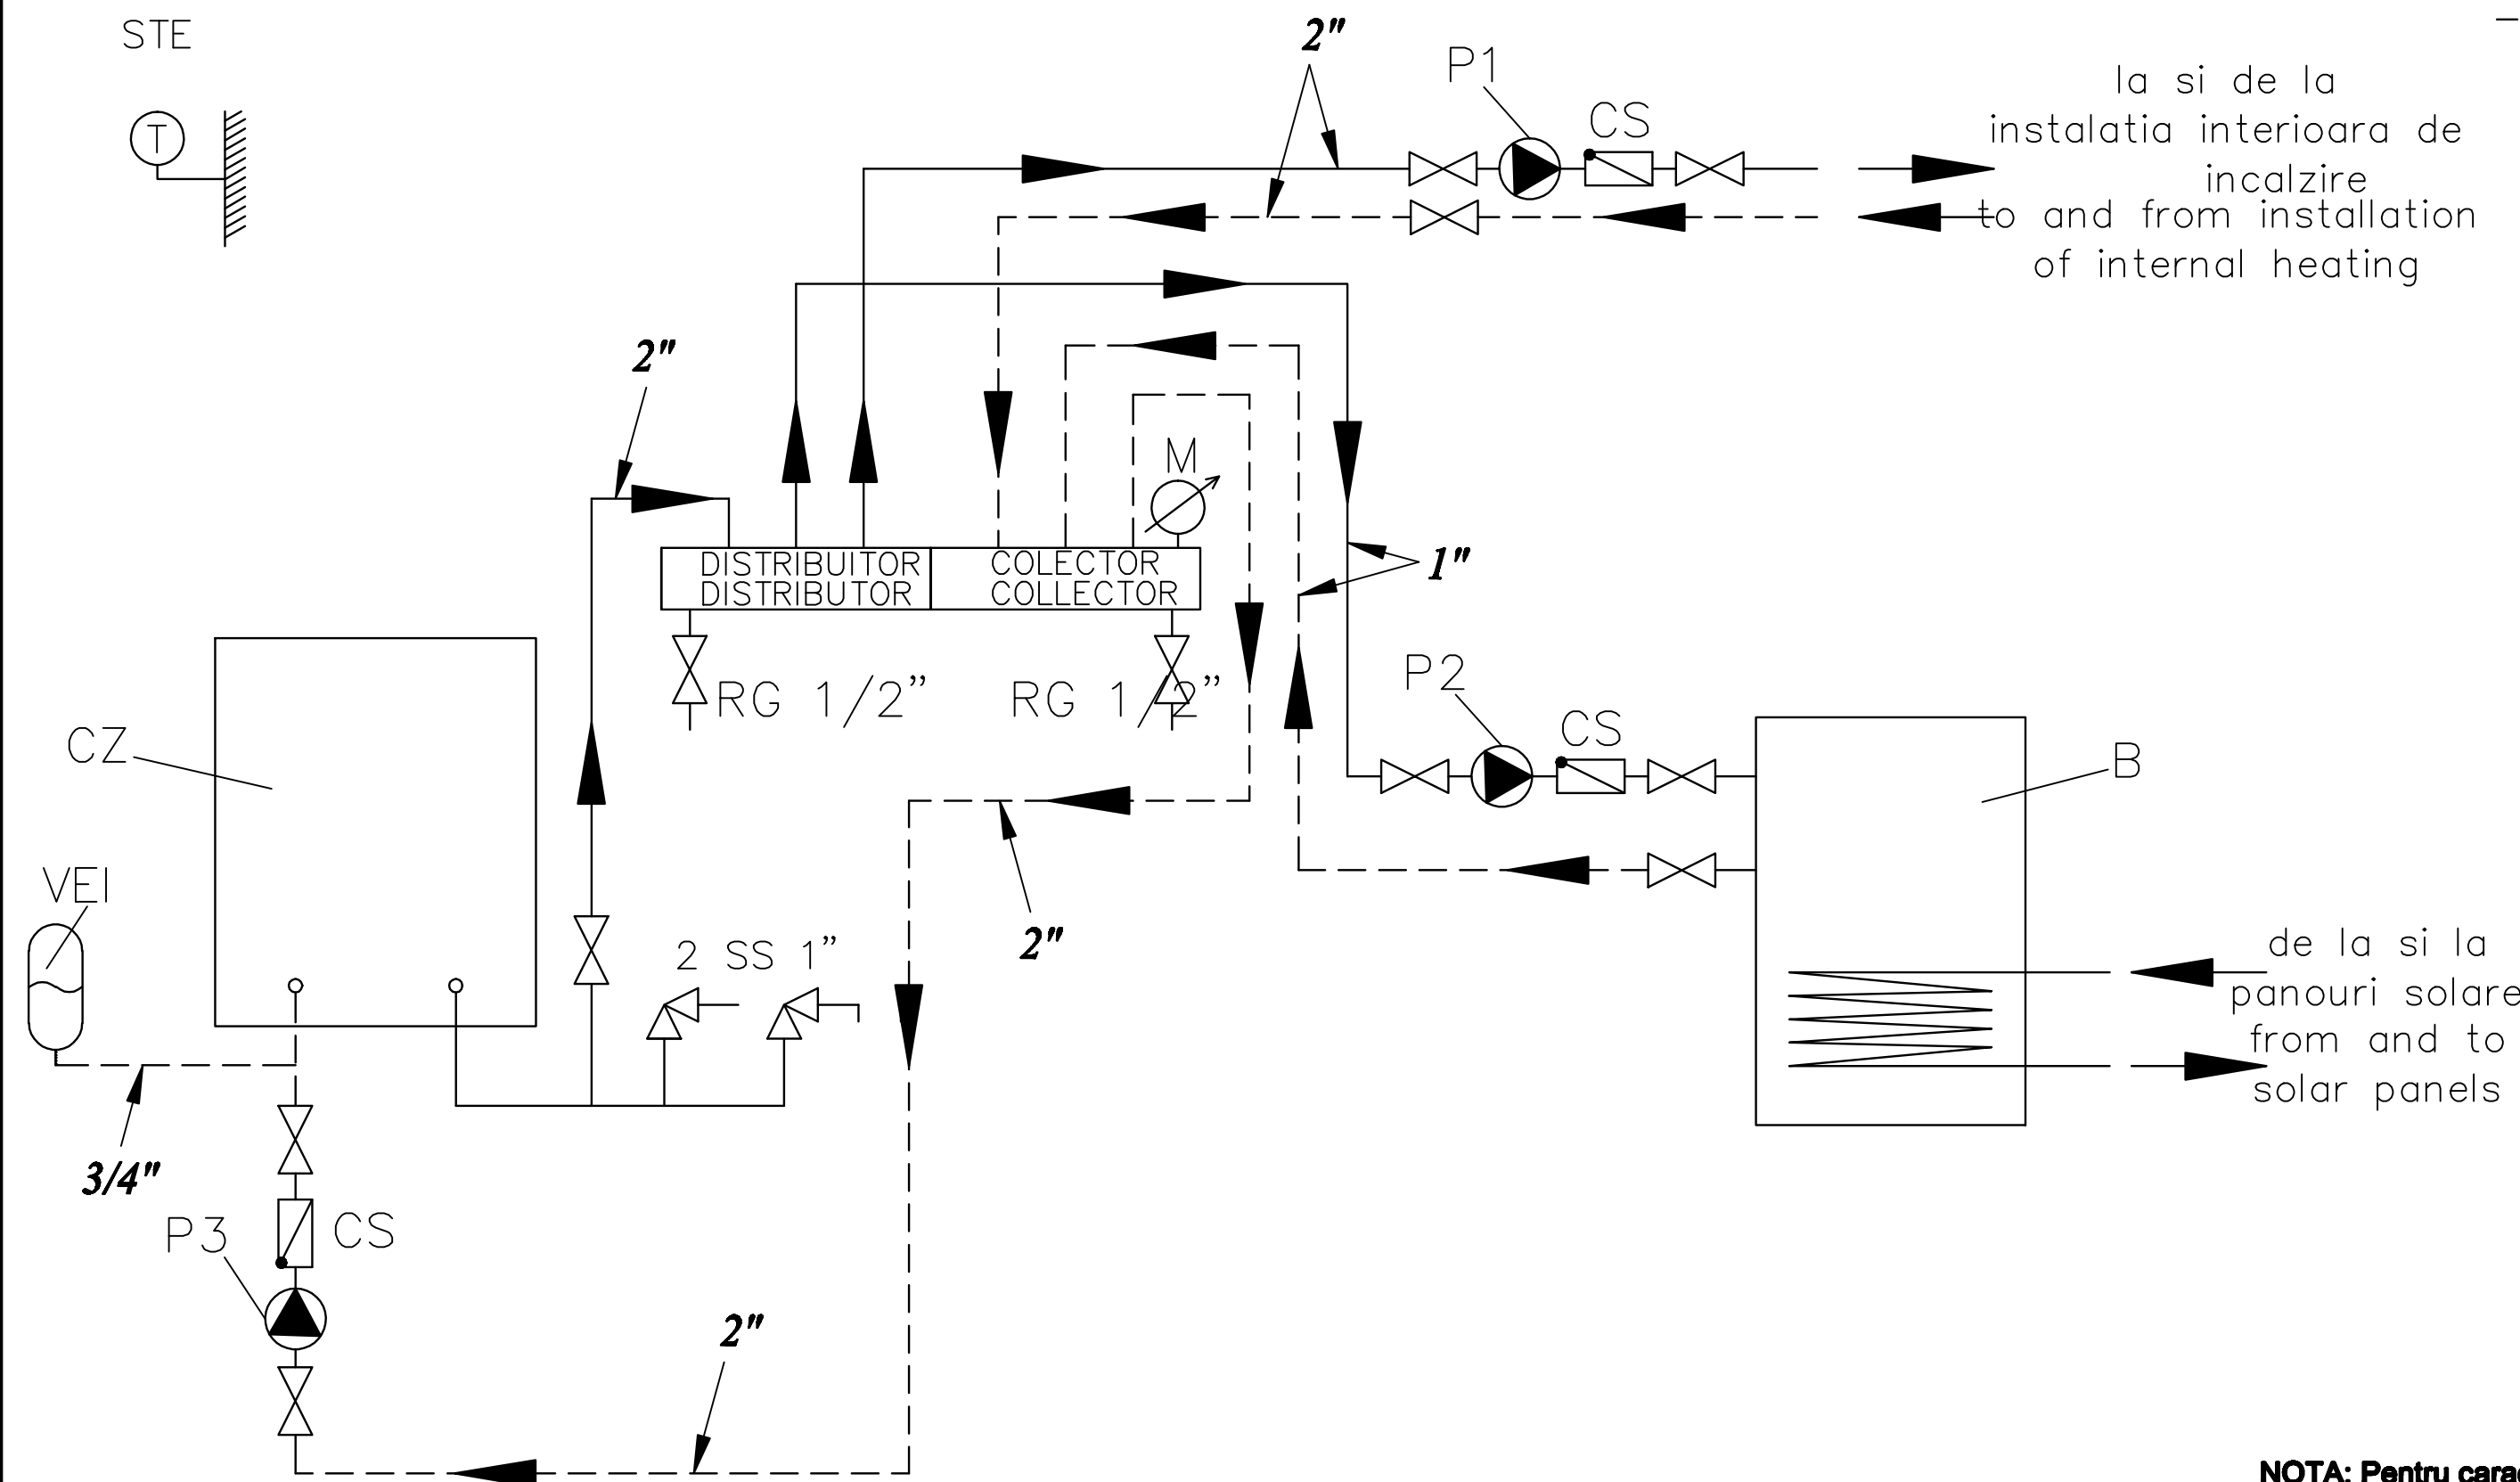 STE
T
2"
P1
CS
la si de la
instalatia interioara de
incalzire
to and from installation
of internal heating
2"
M
DISTRIBUITOR
DISTRIBUTOR
COLECTOR
COLLECTOR
1"
RG 1/2"
RG 1/2"
P2
CS
CZ
B
VEI
2 SS 1"
2"
de la si la
panouri solare
from and to
solar panels
3/4"
P3
CS
2"
NOTA: Pentru